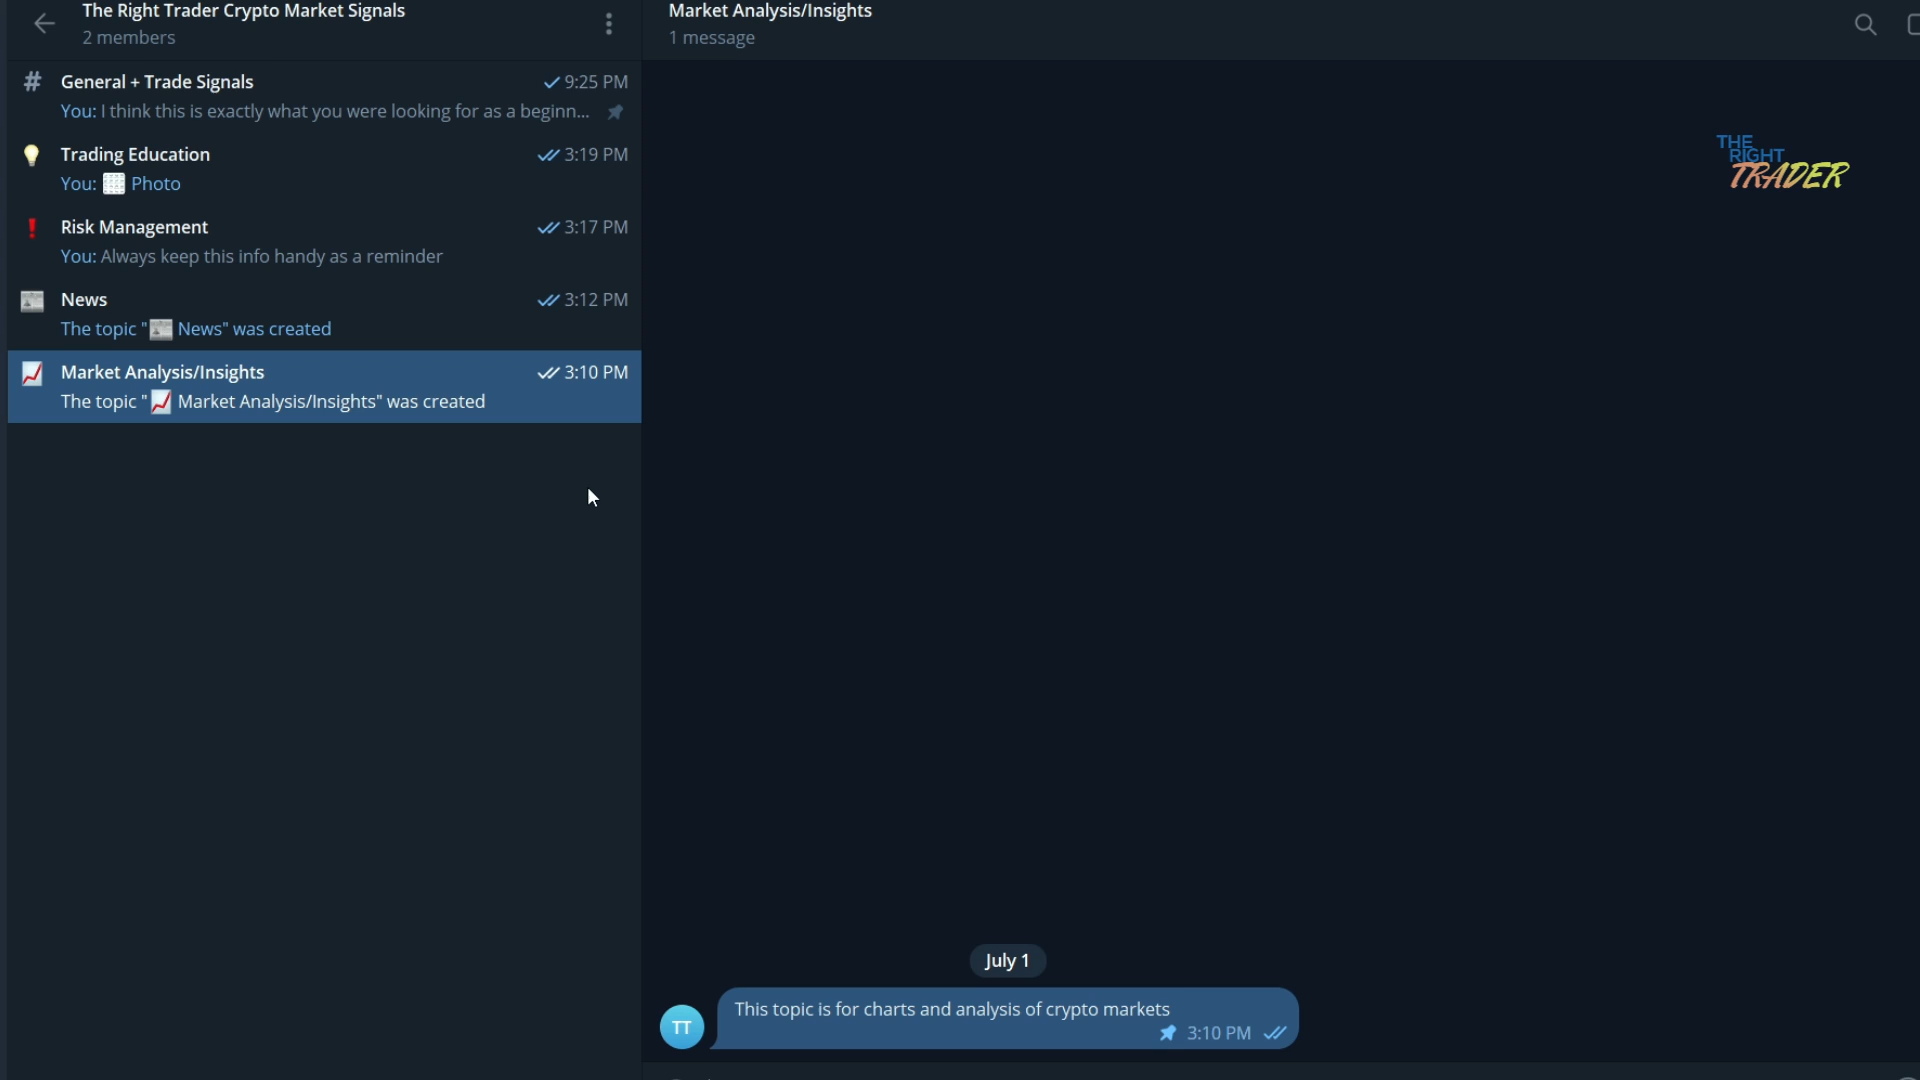 The Right Trader Crypto Market Signals
2 members
General + Trade Signals
9:25 PM
You: I think this is exactly what you were looking for as a beginn...
Trading Education
3:19 PM
You: Photo
Risk Management
3:17 PM
You: Always keep this info handy as a reminder
News
3:12 PM
The topic " News" was created
Market Analysis/Insights
3:10 PM
The topic " Market Analysis/Insights" was created
Market Analysis/Insights
1 message
THE
RIGHT
TRADER
July 1
TT
This topic is for charts and analysis of crypto markets
3:10 PM